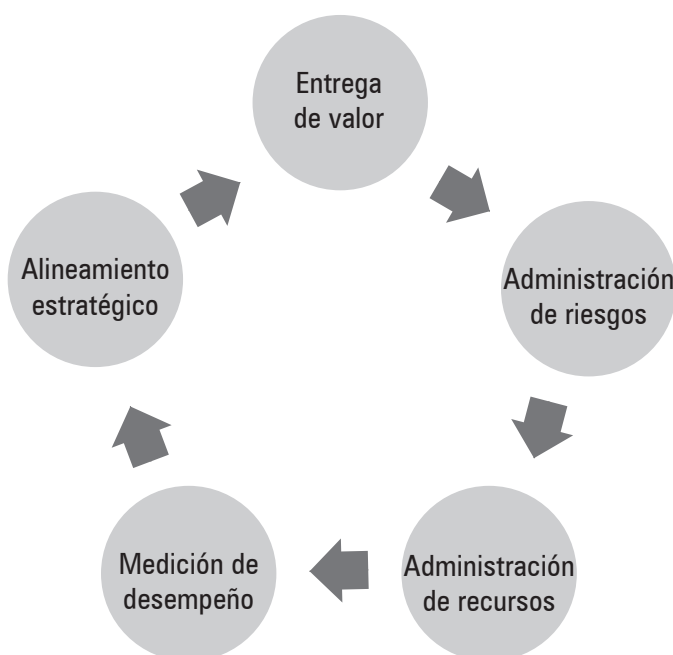 Entrega
de valor
Alineamiento
estratégico
Administración
de riesgos
Medición de
desempeño
Administración
de recursos